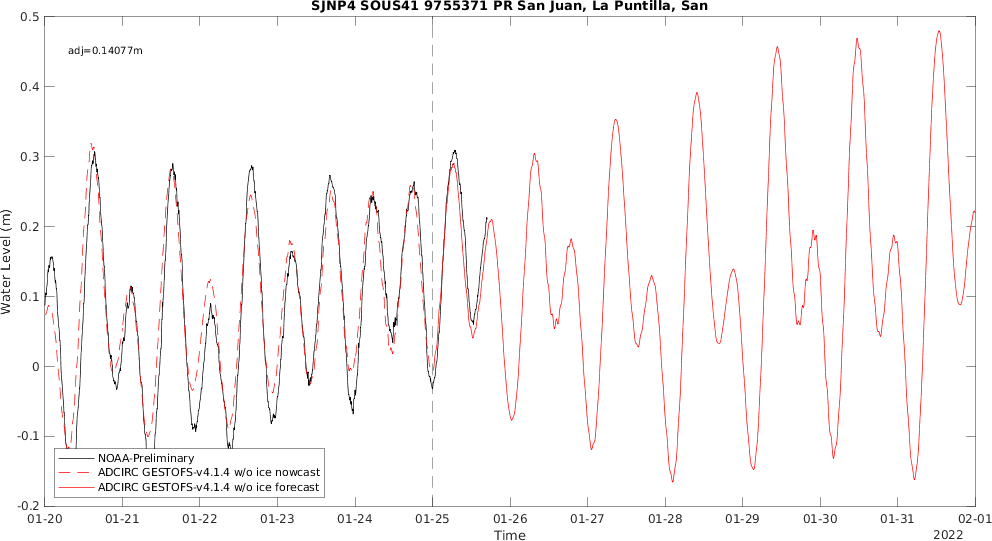 SJNP4 SOUS41 9755371 PR San Juan, La Puntilla, San
adj=0.14077m
Water Level (m)
0.5
0.4
0.3
0.2
0.1
0
-0.1
-0.2
NOAA-Preliminary
ADCIRC GESTOFS-v4.1.4 w/o ice nowcast
ADCIRC GESTOFS-v4.1.4 w/o ice forecast
01-20 01-21 01-22 01-23 01-24 01-25 01-26 01-27 01-28 01-29 01-30 01-31 02-01
Time
2022